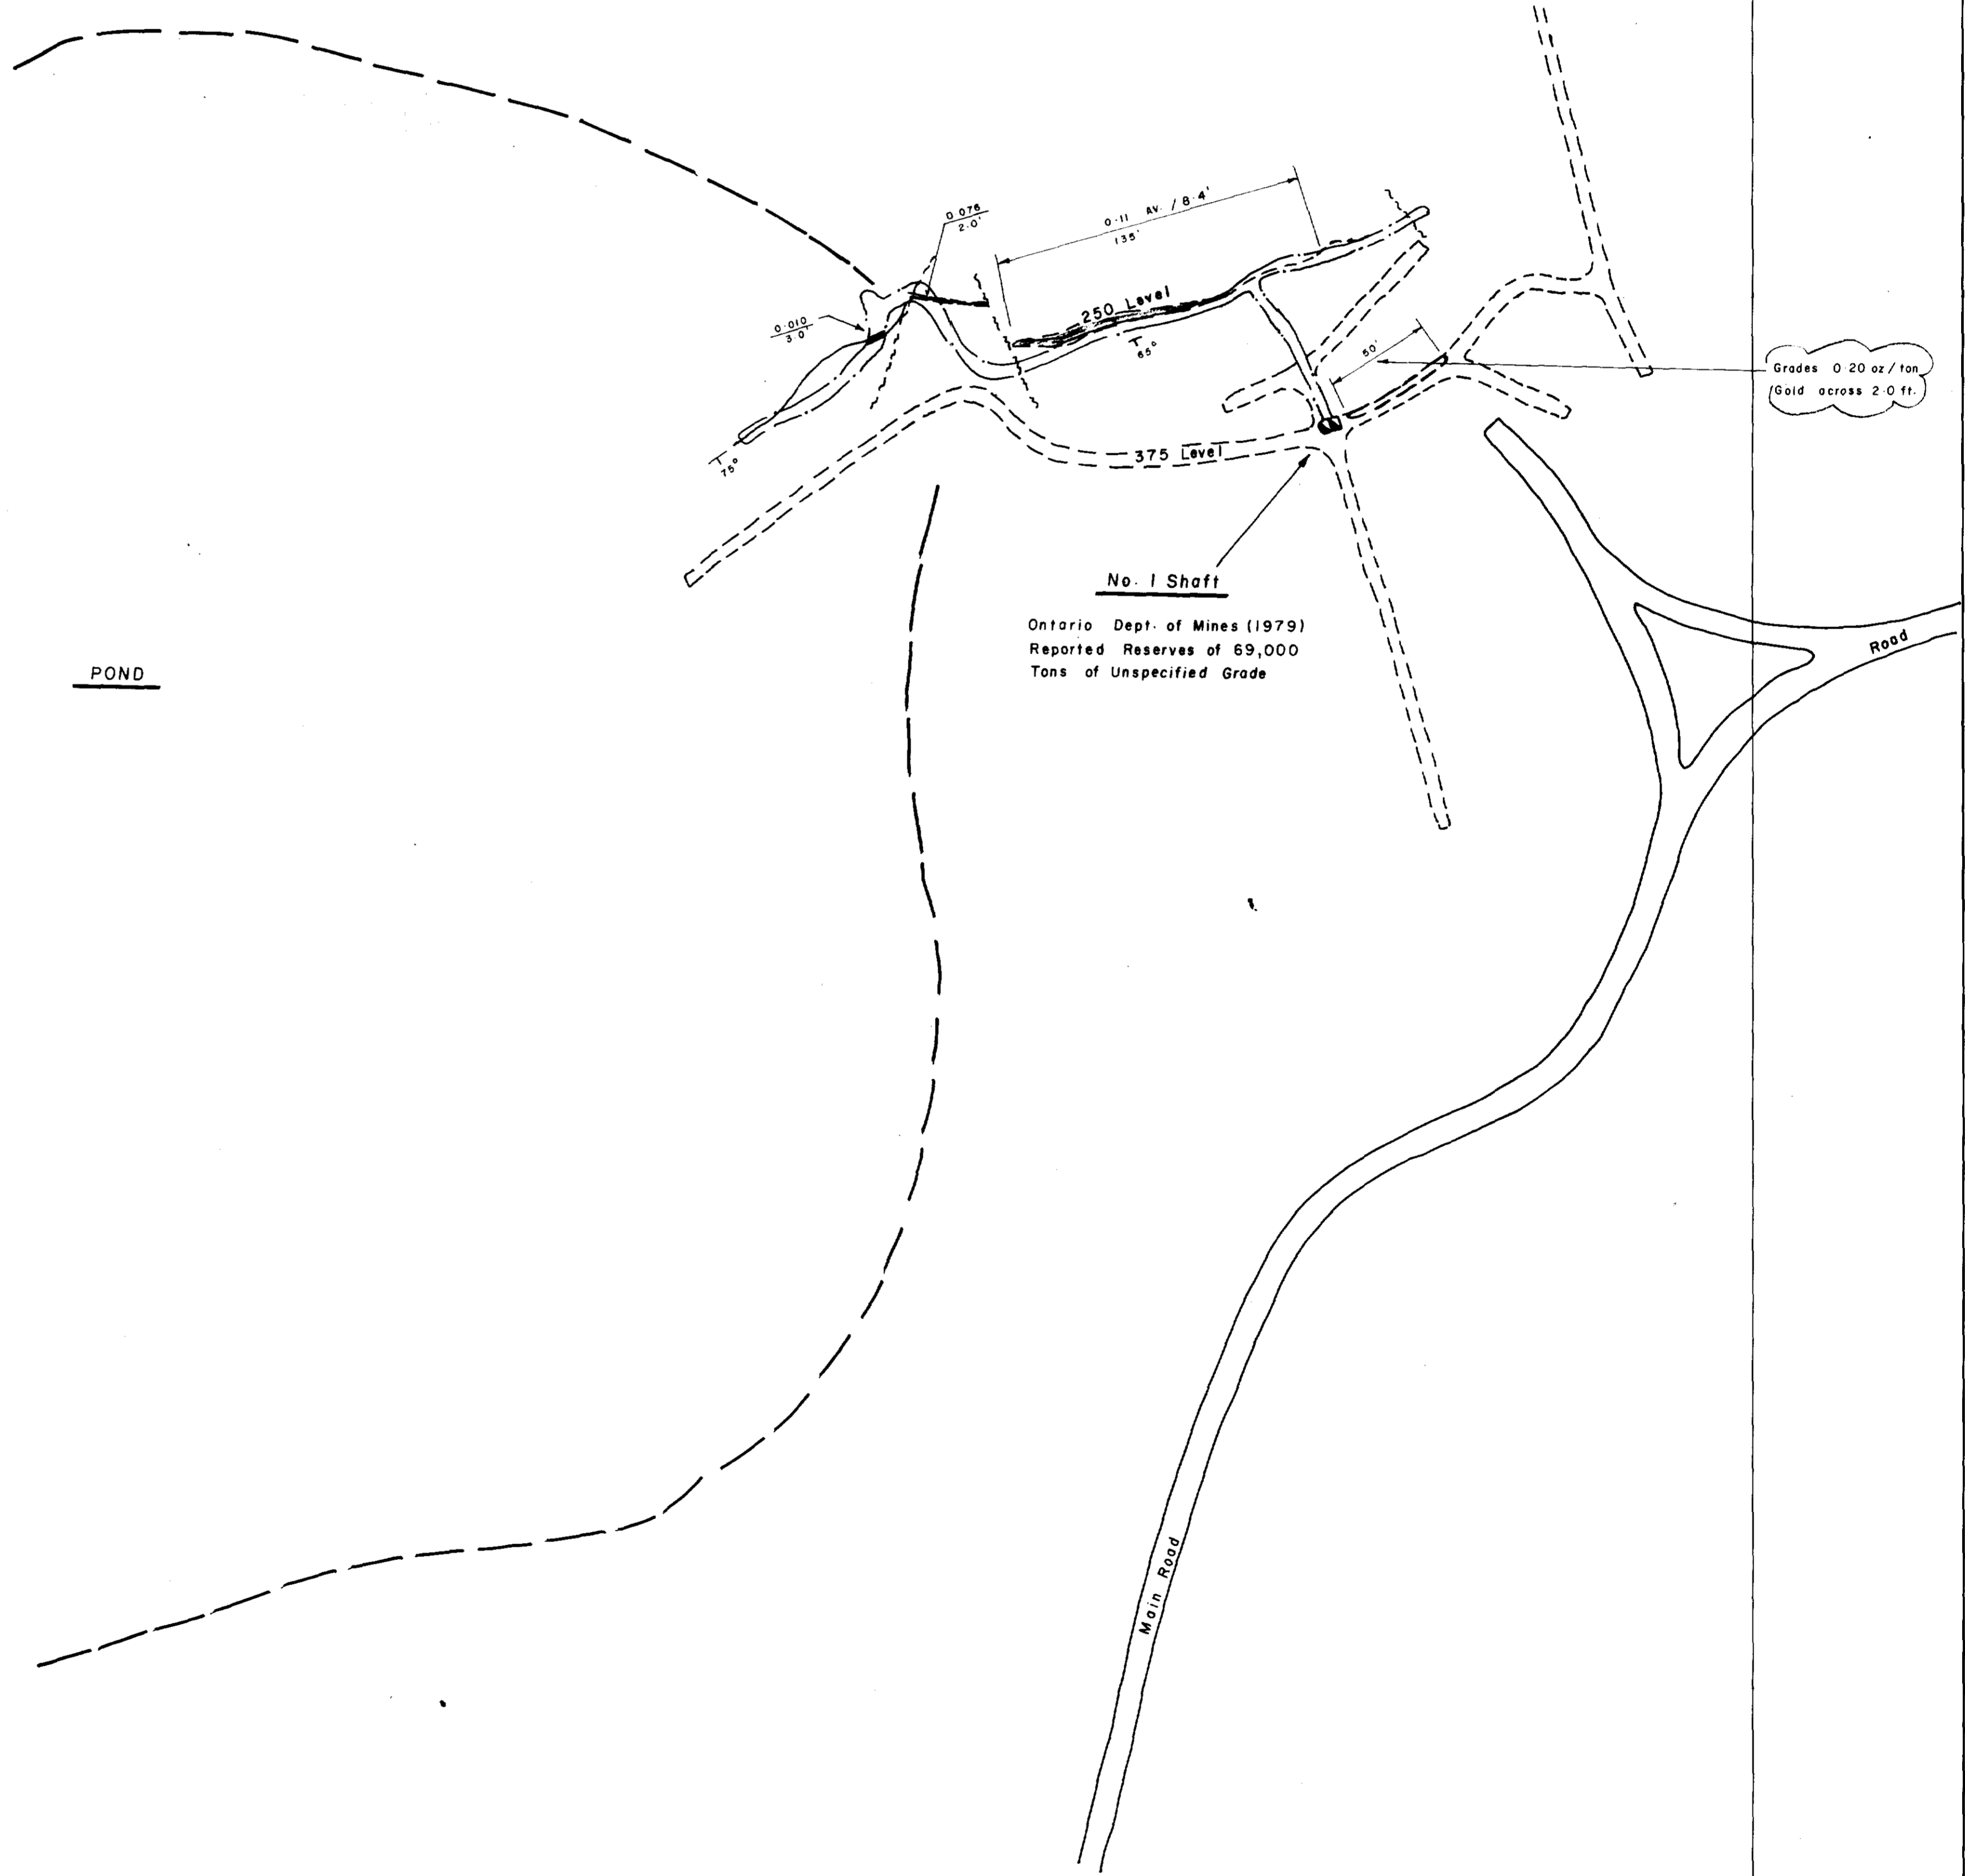 0.076
2.0'
0.11 AV. / 8.4'
135'
250 Level
0.010
3.0'
65°
50'
Grades 0.20 oz/ton
Gold across 2.0 ft.
75°
375 Level
No. 1 Shaft
Ontario Dept. of Mines (1979)
Reported Reserves of 69,000
Tons of Unspecified Grade
Road
POND
Main Road